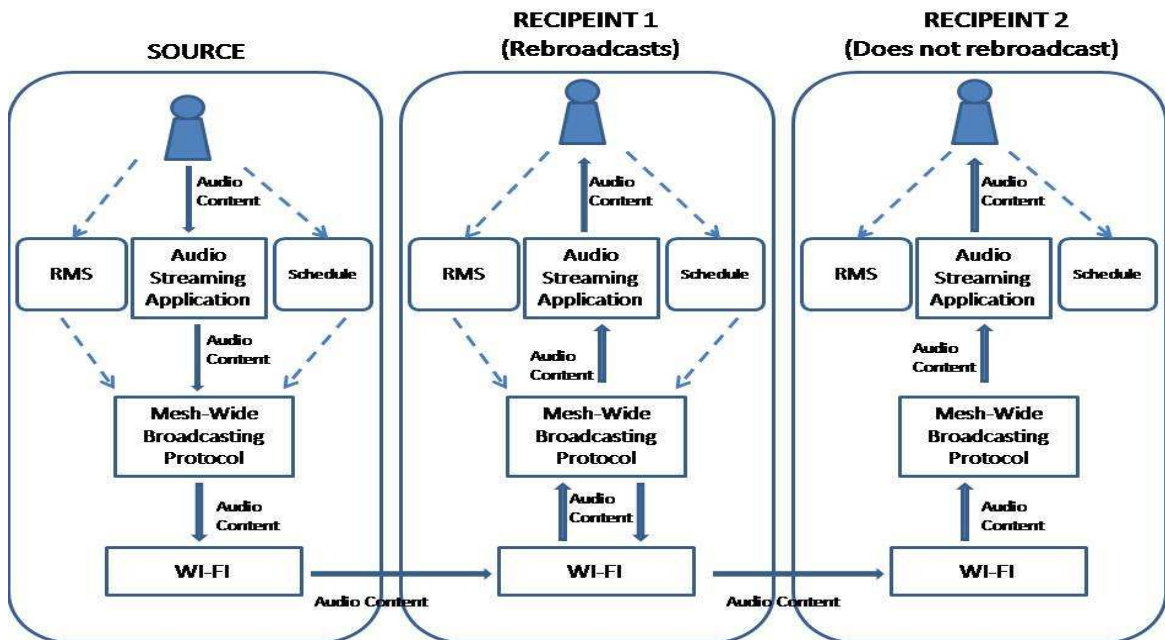 SOURCE
Audio
Content
RMS
Audio
Streaming
Application
Schedule
Audio
Content
Mesh-Wide
Broadcasting
Protocol
Audio
Content
WI-FI
Audio Content
RECIPEINT 1
(Rebroadcasts)
Audio
Content
RMS
Audio
Streaming
Application
Schedule
Audio
Content
Mesh-Wide
Broadcasting
Protocol
Audio
Content
WI-FI
Audio Content
RECIPEINT 2
(Does not rebroadcast)
Audio
Content
RMS
Audio
Streaming
Application
Schedule
Audio
Content
Mesh-Wide
Broadcasting
Protocol
Audio
Content
WI-FI